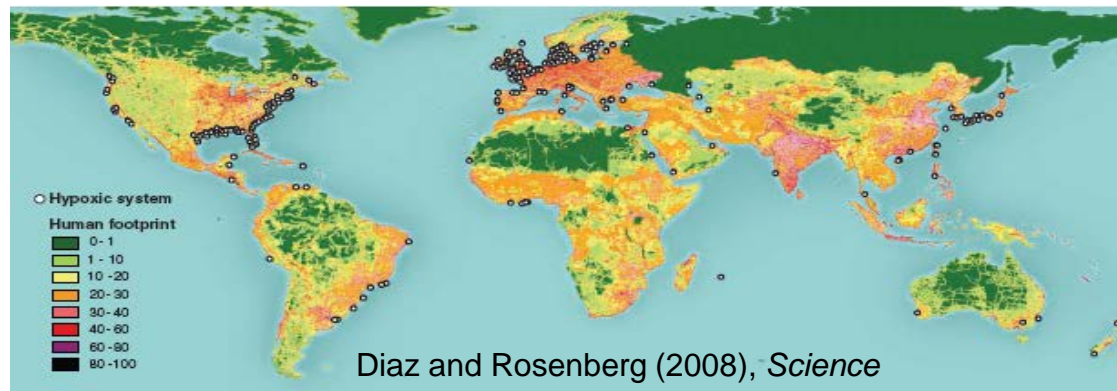 Hypoxic system
Human footprint
0-1
1-10
10-20
20-30
30-40
40-60
60-80
80-100
Diaz and Rosenberg (2008), Science